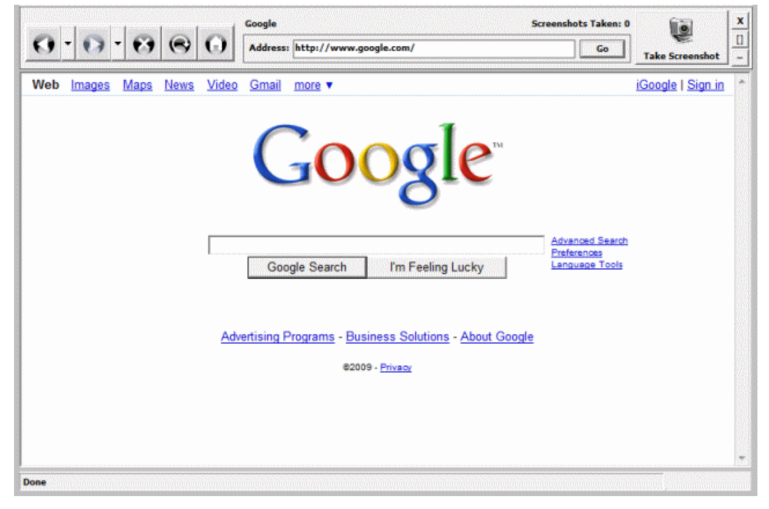 Google Screenshots Taken: 0 X
Address: http://www.google.com/ Go
Take Screenshot
Web Images Maps News Video Gmail more ▼ iGoogle | Sign in
Google™
Advanced Search
Preferences
Language Tools
Google Search I'm Feeling Lucky
Advertising Programs - Business Solutions - About Google
©2009 - Privacy
Done